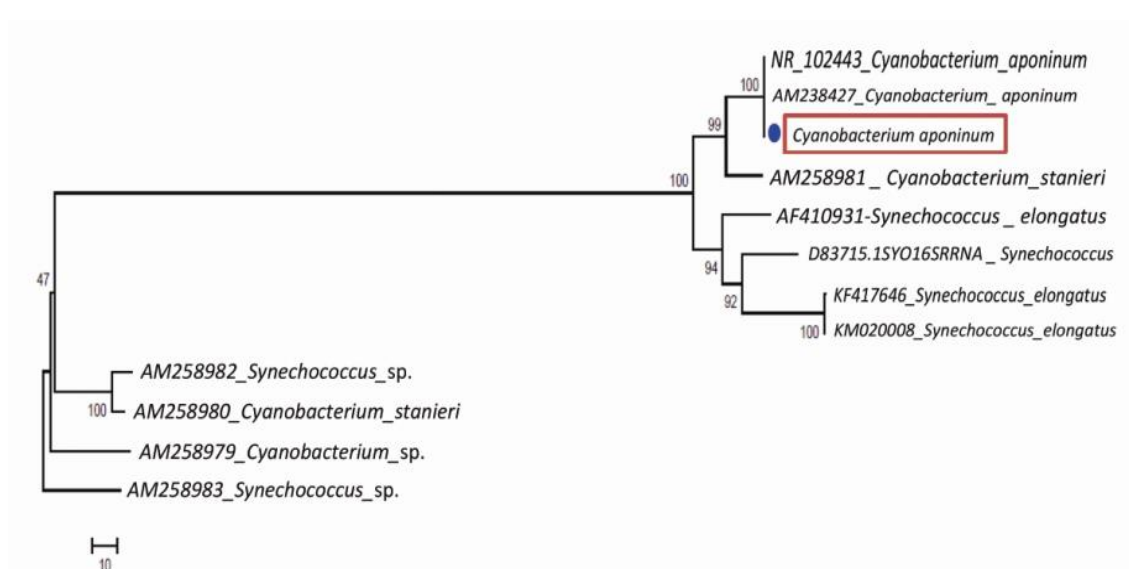 NR_102443_Cyanobacterium_aponinum
100
AM238427_Cyanobacterium_ aponinum
99
Cyanobacterium aponinum
100
AM258981 _ Cyanobacterium_stanieri
AF410931-Synechococcus _ elongatus
94
D83715.1SYO16SRRNA _ Synechococcus
47
92
KF417646_Synechococcus_elongatus
100
KM020008_Synechococcus_elongatus
AM258982_Synechococcus_sp.
100
AM258980_Cyanobacterium_stanieri
AM258979_Cyanobacterium_sp.
AM258983_Synechococcus_sp.
10